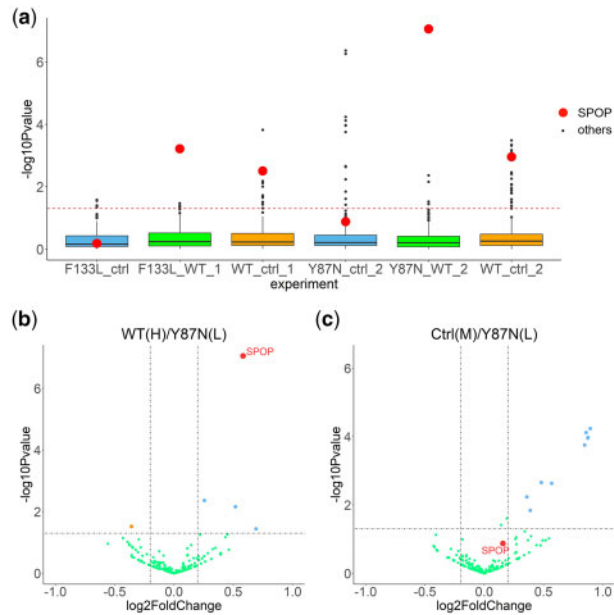 (a)
6
4
2
0
-log10Pvalue
F133L_ctrl F133L_WT_1 WT_ctrl_1 Y87N_ctrl_2 Y87N_WT_2 WT_ctrl_2
experiment
SPOP
others
(b)
WT(H)/Y87N(L)
SPOP
6
4
2
0
-log10Pvalue
-1.0 -0.5 0.0 0.5 1.0
log2FoldChange
(c)
Ctrl(M)/Y87N(L)
6
4
2
0
-log10Pvalue
SPOP
-1.0 -0.5 0.0 0.5 1.0
log2FoldChange